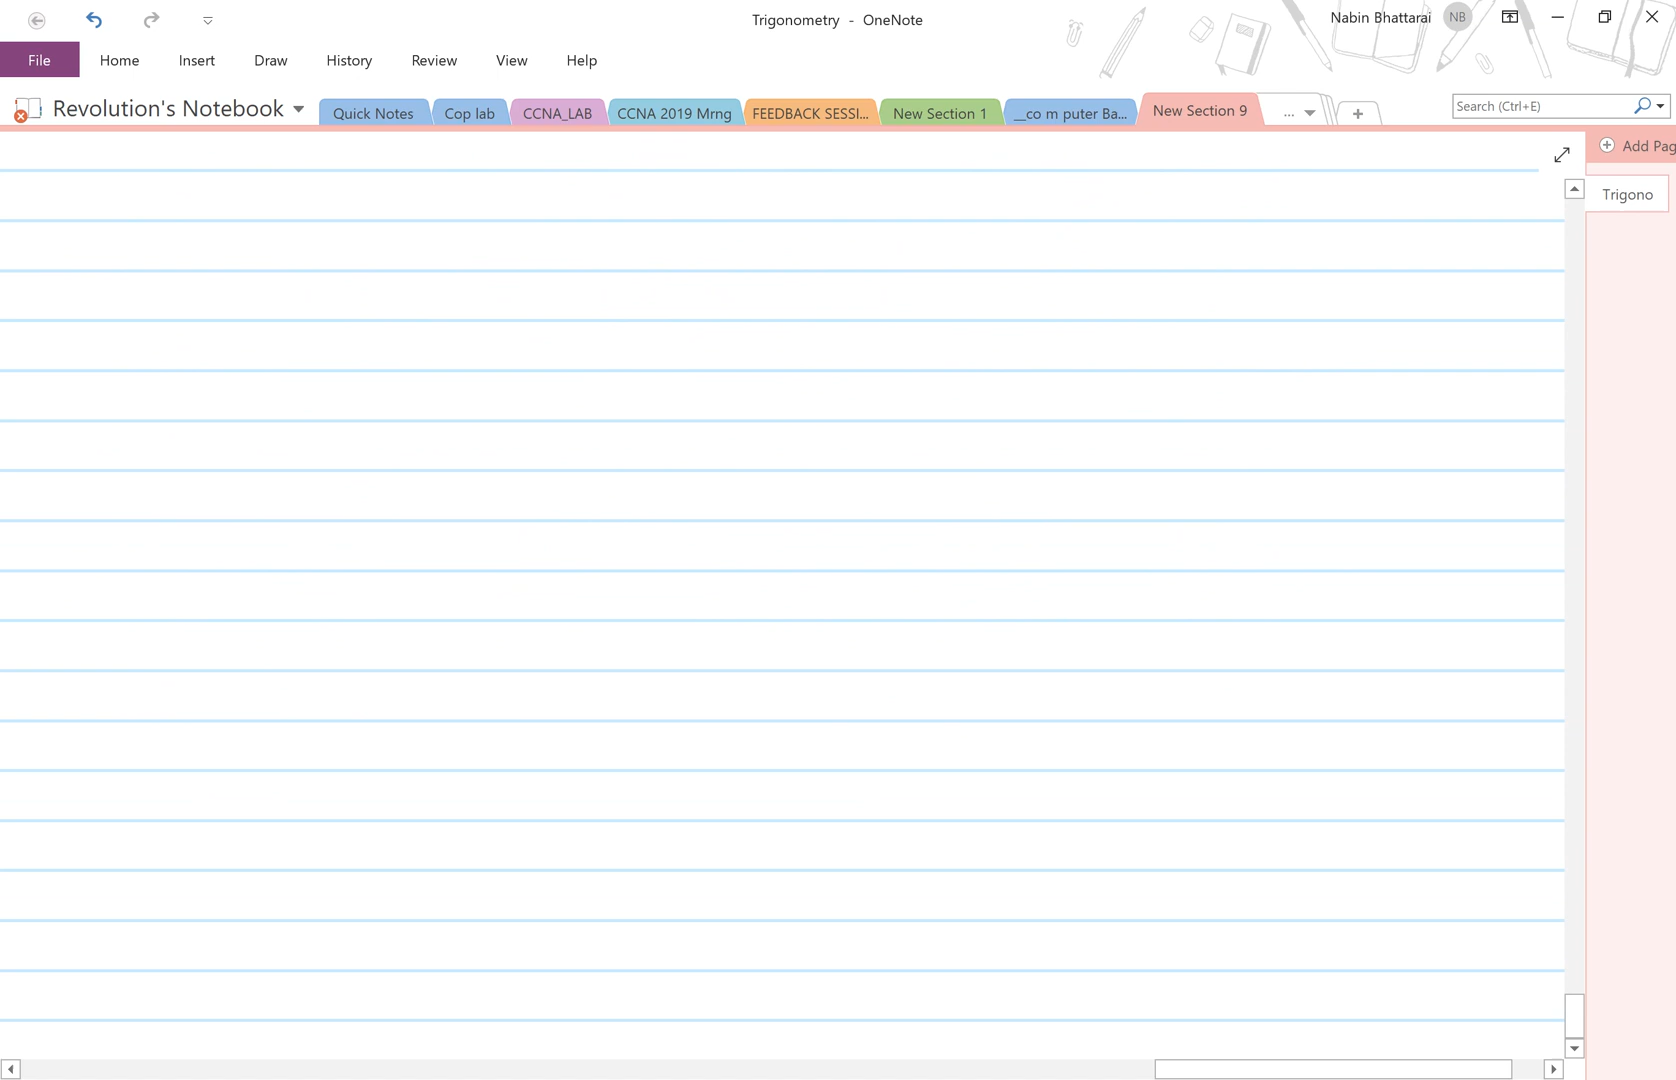 Trigonometry - OneNote
Nabin Bhattarai NB
File Home Insert Draw History Review View Help
Revolution's Notebook
Quick Notes Cop lab CCNA_LAB CCNA 2019 Mrng FEEDBACK SESSI... New Section 1 __co m puter Ba... New Section 9 ... +
Search (Ctrl+E)
Add Pag
Trigono